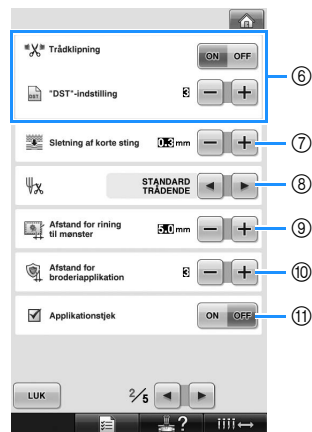 Trådklipning ON OFF
⑥
"DST"-indstilling 3 − +
DST
Sletning af korte sting 0.3 mm − + ⑦
STANDARD
TRÅDENDE ⑧
Afstand for rining
til mønster 5.0 mm − + ⑨
Afstand for
broderiapplikation 3 − + ⑩
Applikationstjek ON OFF ⑪
LUK 2/5
?